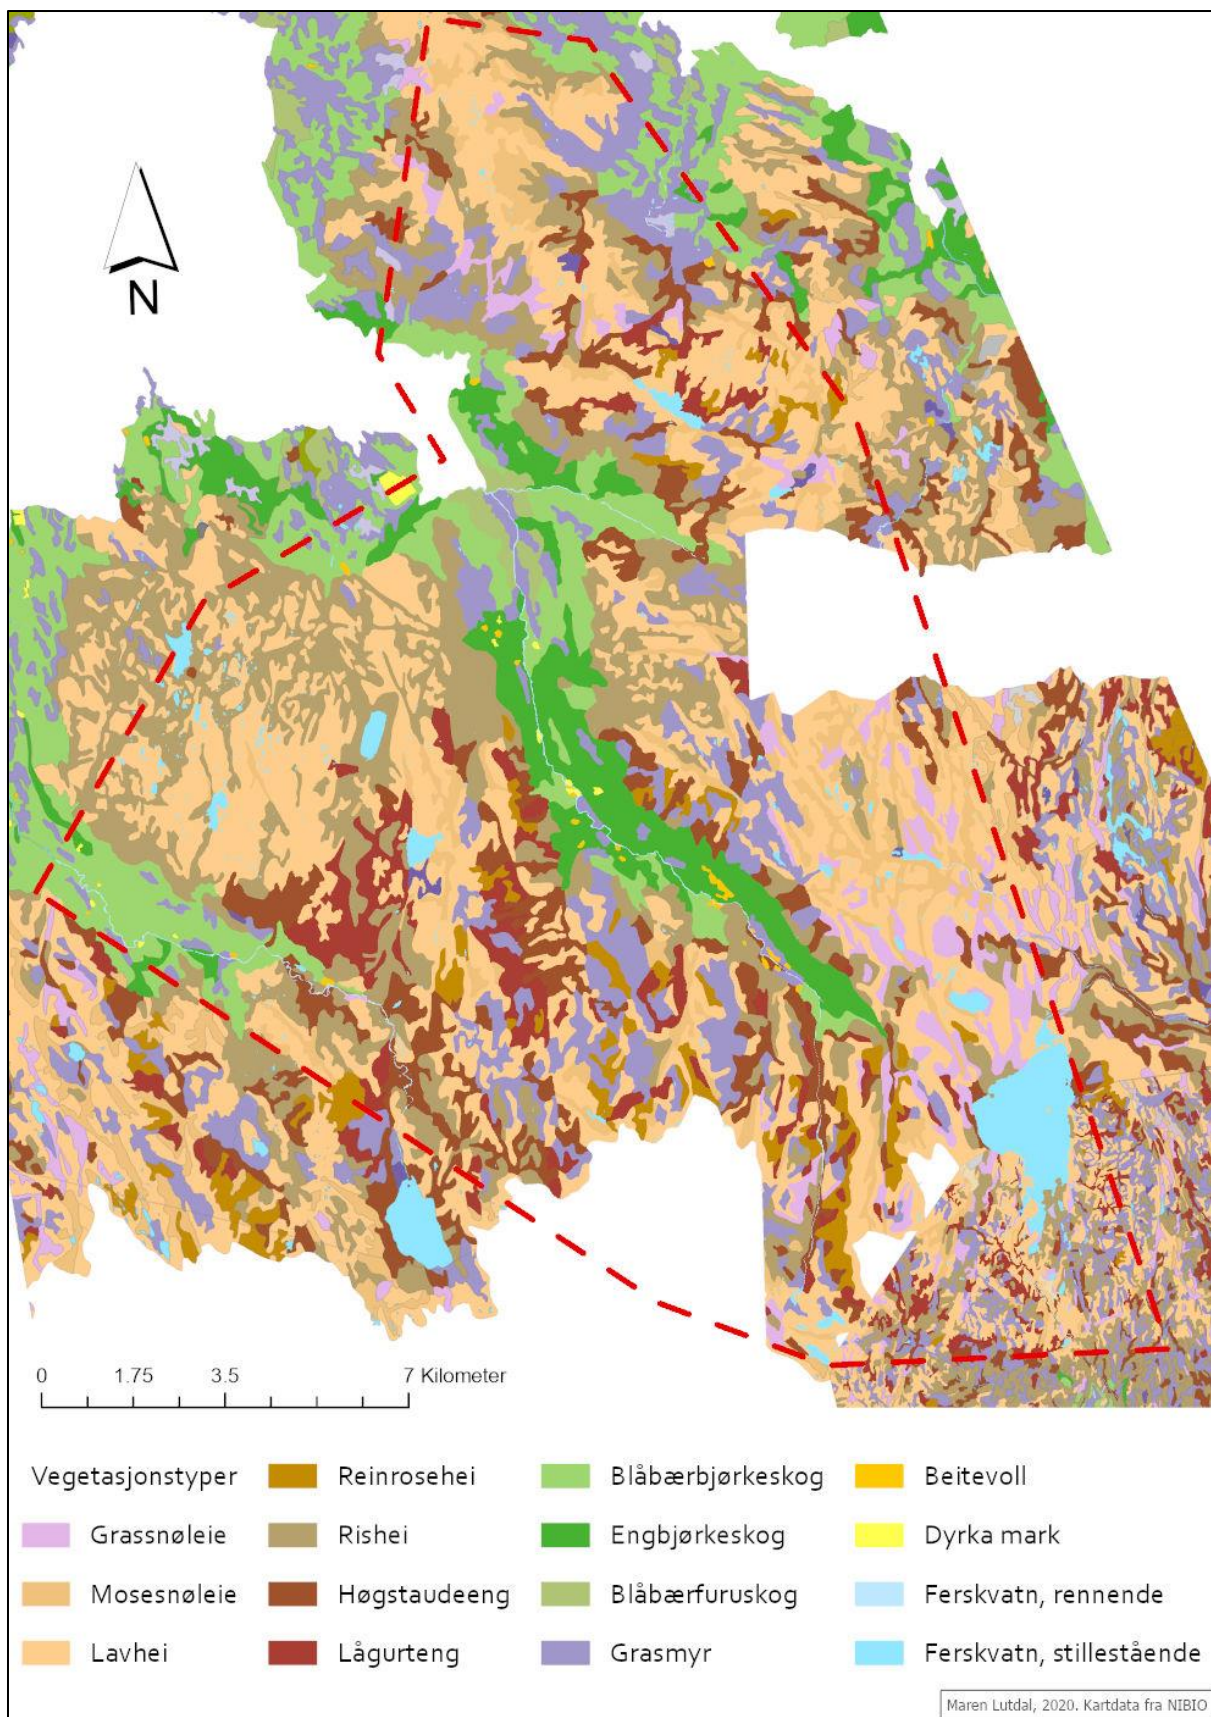 N
0 1.75 3.5 7 Kilometer
Vegetasjonstyper Reinrosehei Blåbærbjørkeskog Beitevoll
Grassnøleie Rishei Engbjørkeskog Dyrka mark
Mosesnøleie Høgstaudeeng Blåbærfuruskog Ferskvatn, rennende
Lavhei Lågurteng Grasmyr Ferskvatn, stillestående
Maren Lutdal, 2020. Kartdata fra NIBIO